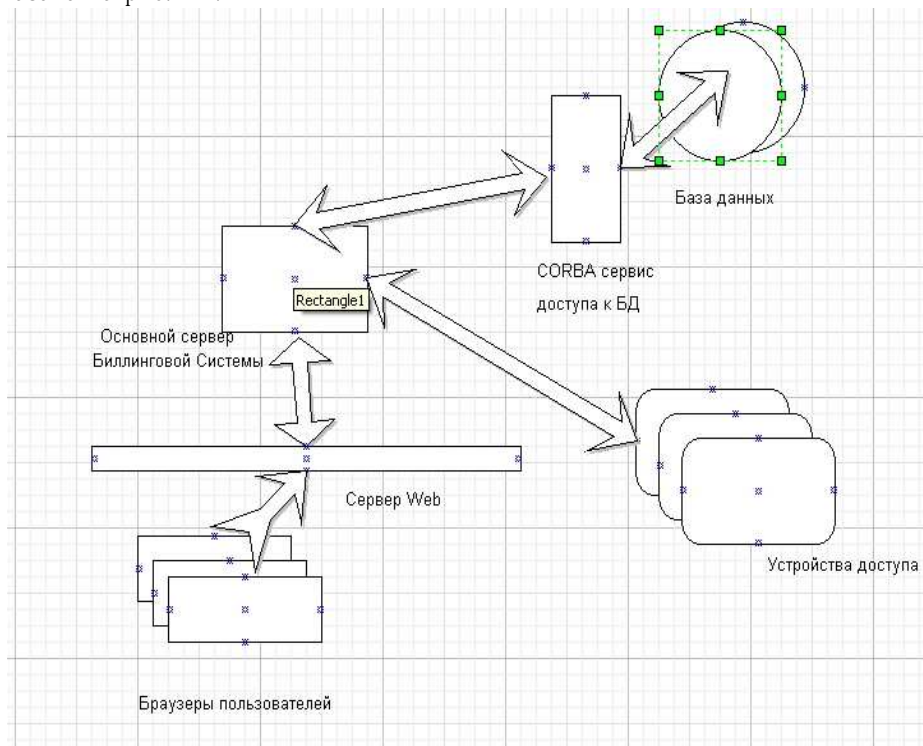 База данных
CORBA сервис
доступа к БД
Rectangle1
Основной сервер
Биллинговой Системы
Сервер Web
Устройства доступа
Браузеры пользователей